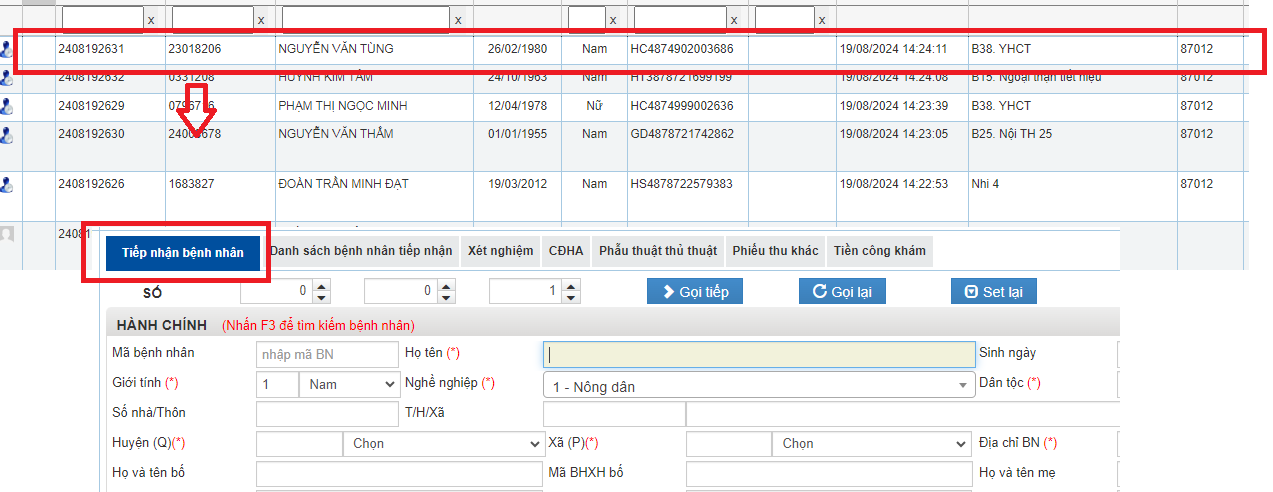 x x x x x x
2408192631 23018206 NGUYỄN VĂN TÙNG 26/02/1980 Nam HC4874902003686 19/08/2024 14:24:11 B38. YHCT 87012
2408192632 0331208 HUỲNH KIM TÂM 24/10/1963 Nam HT3878721699199 19/08/2024 14:24:08 B15. Ngoại thận tiết niệu 87012
2408192629 PHẠM THỊ NGỌC MINH 12/04/1978 Nữ HC4874999002636 19/08/2024 14:23:39 B38. YHCT 87012
2408192630 NGUYỄN VĂN THẮM 01/01/1955 Nam GD4878721742862 19/08/2024 14:23:05 B25. Nội TH 25 87012
2408192626 1683827 ĐOÀN TRẦN MINH ĐẠT 19/03/2012 Nam HS4878722579383 19/08/2024 14:22:53 Nhi 4 87012
24081
Tiếp nhận bệnh nhân Danh sách bệnh nhân tiếp nhận Xét nghiệm CĐHA Phẫu thuật thủ thuật Phiếu thu khác Tiền công khám
SỐ 0 0 1 Gọi tiếp Gọi lại Set lại
HÀNH CHÍNH (Nhấn F3 để tìm kiếm bệnh nhân)
Mã bệnh nhân nhập mã BN Họ tên (*) Sinh ngày
Giới tính (*) 1 Nam Nghề nghiệp (*) 1 - Nông dân Dân tộc (*)
Số nhà/Thôn T/H/Xã
Huyện (Q)(*) Chọn Xã (P)(*) Chọn Địa chỉ BN (*)
Họ và tên bố Mã BHXH bố Họ và tên mẹ